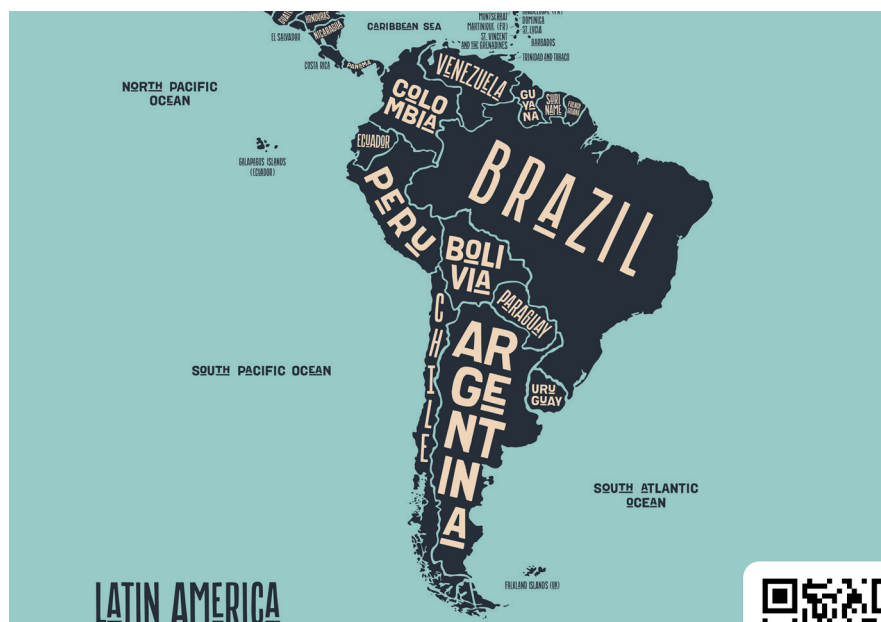 HONDURAS
NICARAGUA
EL SALVADOR
COSTA RICA
PANAMA
CARIBBEAN SEA
MONTSERRAT
MARTINIQUE (FR)
ST. VINCENT
AND THE GRENADINES
DOMINICA
ST. LUCIA
BARBADOS
TRINIDAD AND TOBAGO
NORTH PACIFIC
OCEAN
VENEZUELA
COLO
MBIA
GU
YA
NA
SURI
NAME
FRENCH
GUIANA
ECUADOR
GALAPAGOS ISLANDS
(ECUADOR)
BRAZIL
PERU
BOLI
VIA
PARAGUAY
CHILE
AR
GE
NT
IN
A
URU
GUAY
SOUTH PACIFIC OCEAN
SOUTH ATLANTIC
OCEAN
FALKLAND ISLANDS (UK)
LATIN AMERICA